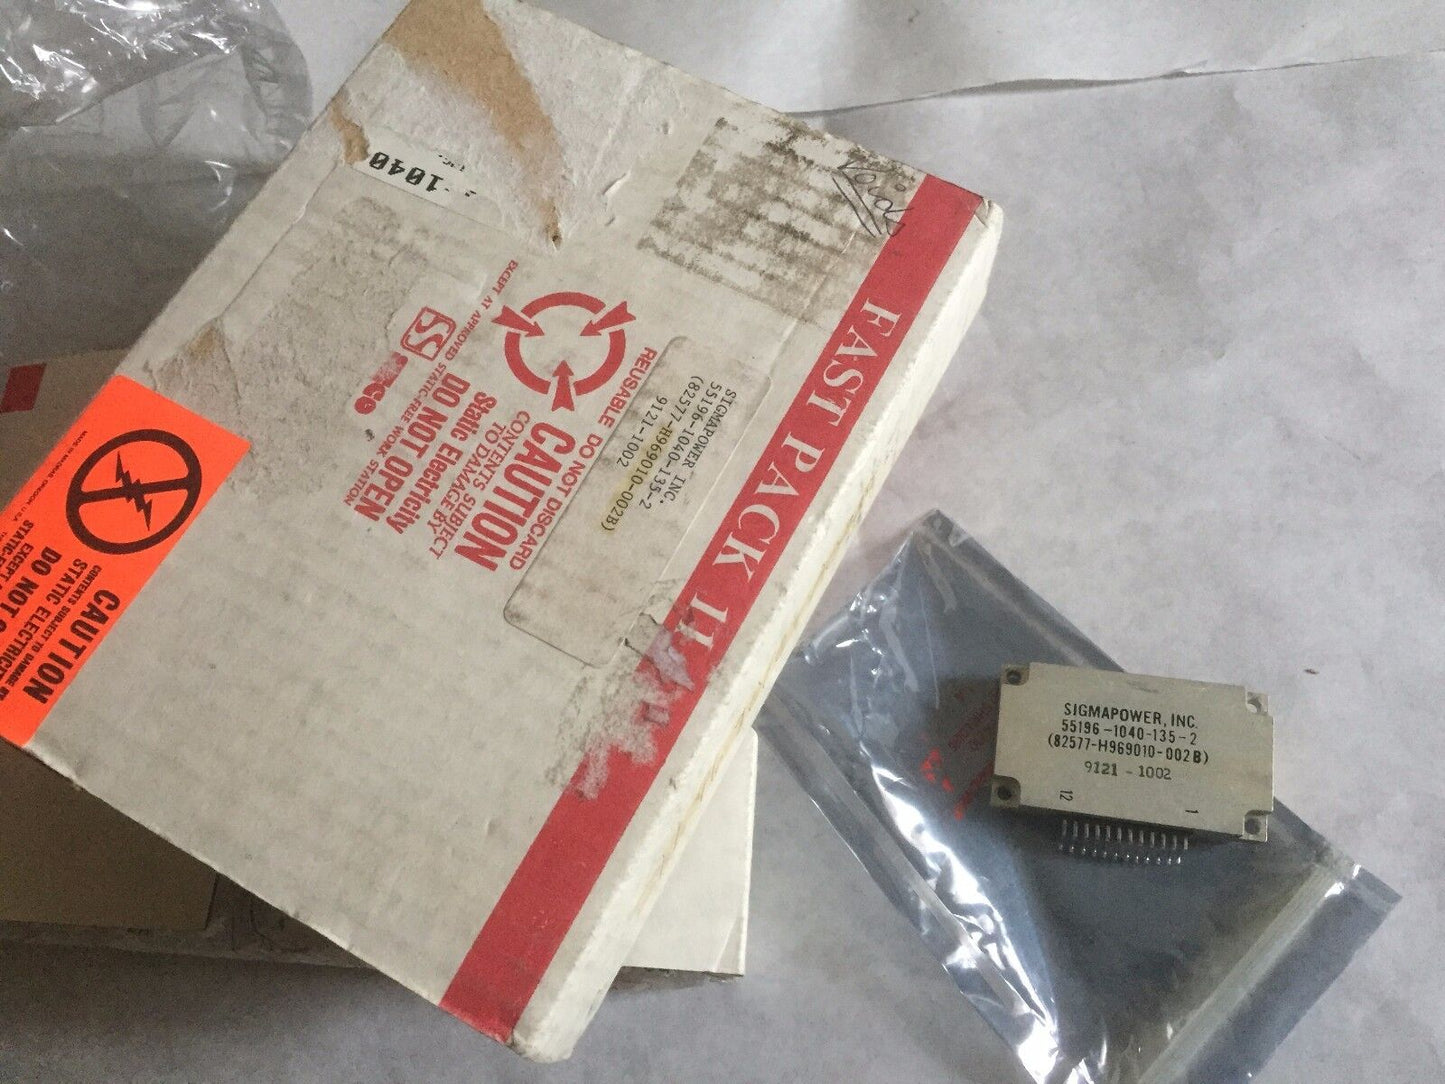 -1040
FAST PACK II
SIGMAPOWER INC.
55196-1040-135-2
(82577-H969010-002B)
9121-1002
REUSABLE DO NOT DISCARD
CAUTION
CONTENTS SUBJECT
TO DAMAGE BY
Static Electricity
DO NOT OPEN
EXCEPT AT APPROVED STATIC-FREE WORK STATION
CAUTION
CONTENTS SUBJECT TO DAMAGE
STATIC ELECTRIC
DO NOT
EXCEPT
STATIC-
SIGMAPOWER, INC.
55196-1040-135-2
(82577-H969010-002B)
9121-1002
12 1